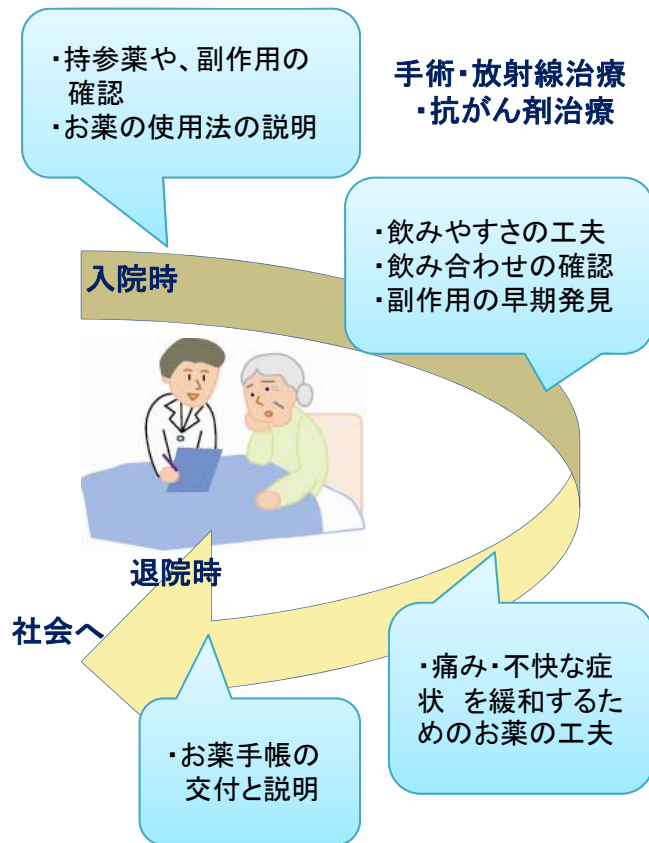 ・持参薬や、副作用の
確認
・お薬の使用法の説明
手術・放射線治療
・抗がん剤治療
入院時
・飲みやすさの工夫
・飲み合わせの確認
・副作用の早期発見
・痛み・不快な症
状 を緩和するた
めのお薬の工夫
退院時
社会へ
・お薬手帳の
交付と説明